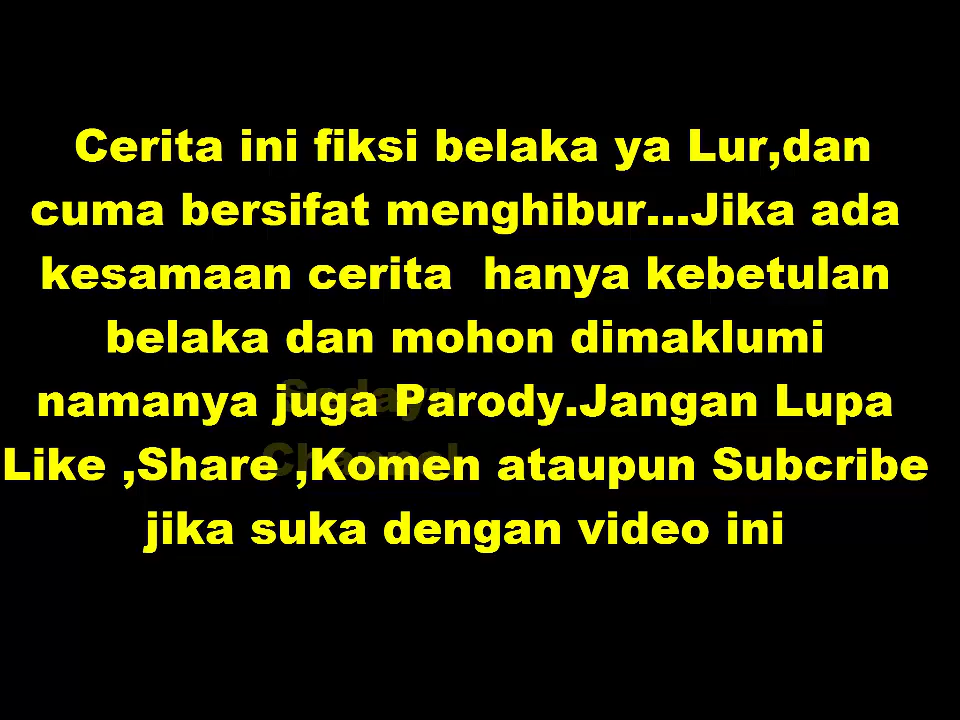 Cerita ini fiksi belaka ya Lur,dan
cuma bersifat menghibur...Jika ada
kesamaan cerita  hanya kebetulan
belaka dan mohon dimaklumi
namanya juga Parody.Jangan Lupa
Like ,Share ,Komen ataupun Subcribe
jika suka dengan video ini
Channel